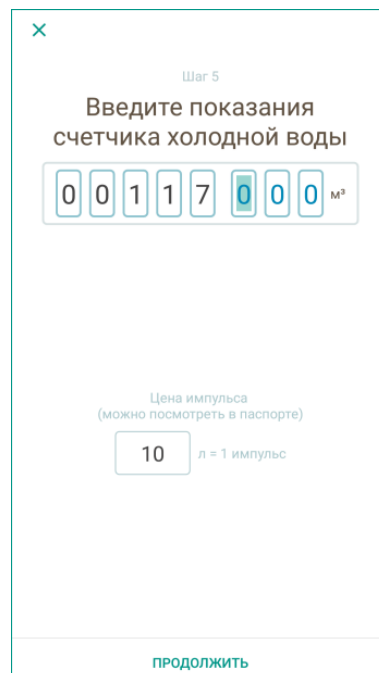 Шаг 5
Введите показания
счетчика холодной воды
0 0 1 1 7 0 0 0 м³
Цена импульса
(можно посмотреть в паспорте)
10 л = 1 импульс
ПРОДОЛЖИТЬ